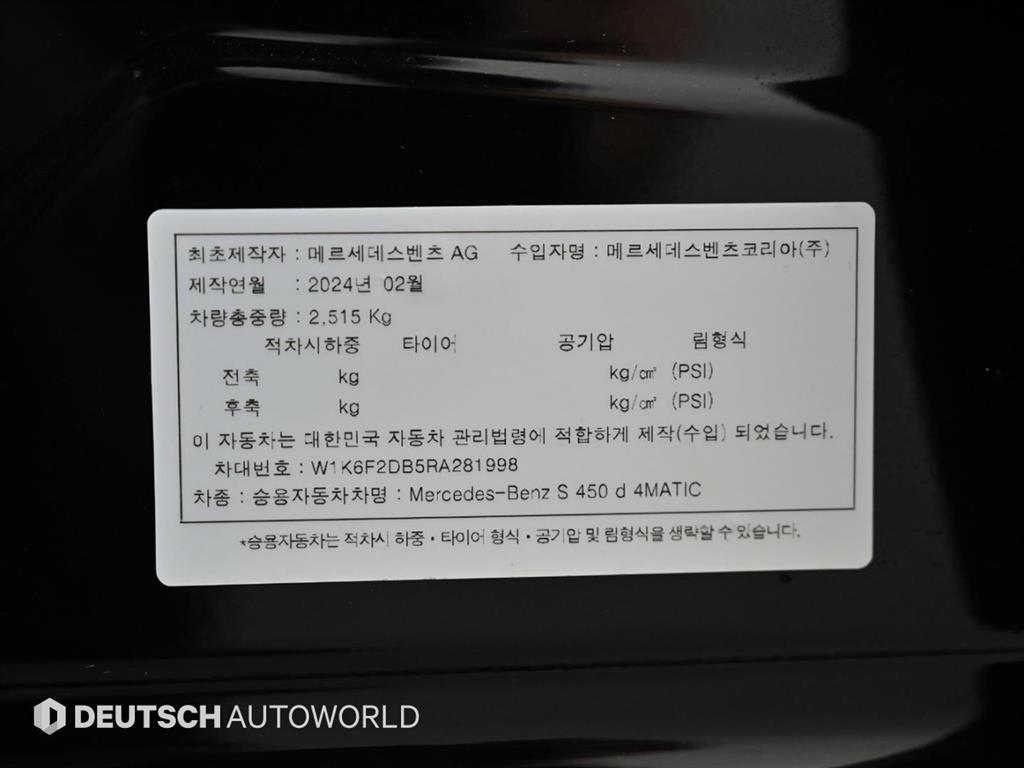 최초제작자 : 메르세데스벤츠 AG 수입자명 : 메르세데스벤츠코리아(주)
제작연월 : 2024년 02월
차량총중량 : 2,515 Kg
적차시하중 타이어 공기압 림형식
전축 kg kg/㎠ (PSI)
후축 kg kg/㎠ (PSI)
이 자동차는 대한민국 자동차 관리법령에 적합하게 제작(수입) 되었습니다.
차대번호 : W1K6F2DB5RA281998
차종 : 승용자동차차명 : Mercedes-Benz S 450 d 4MATIC
*승용자동차는 적차시 하중·타이어 형식·공기압 및 림형식을 생략할 수 있습니다.
DEUTSCH AUTOWORLD